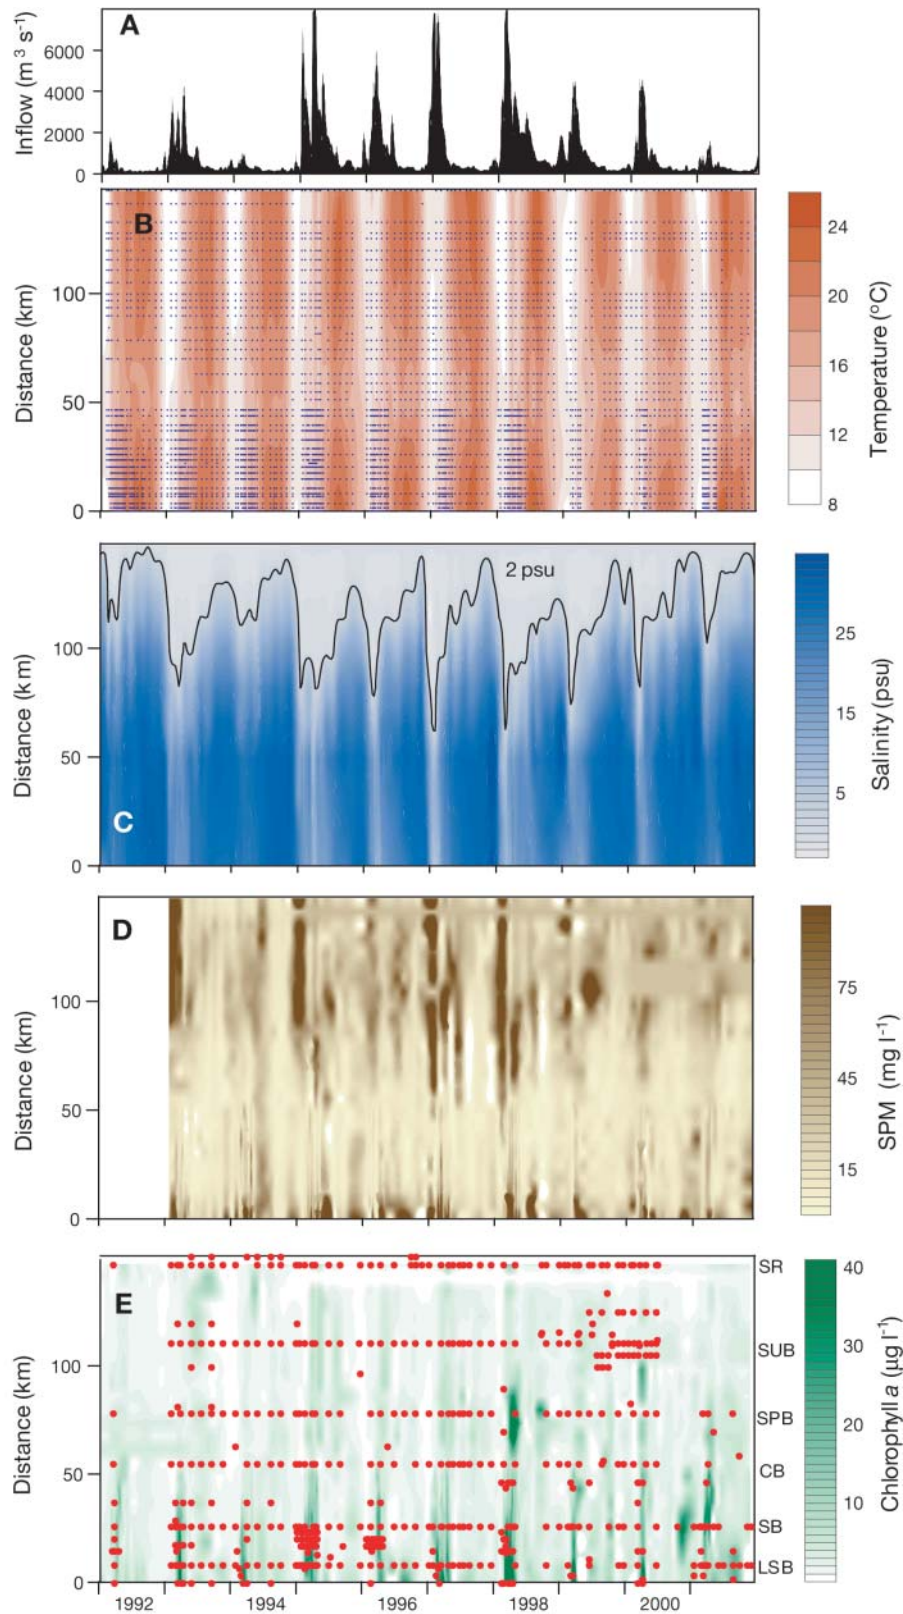 A
Inflow (m³ s⁻¹)
6000
4000
2000
0
B
Distance (km)
100
50
0
24
20
16
12
8
Temperature (°C)
2 psu
C
Distance (km)
100
50
0
25
15
5
Salinity (psu)
D
Distance (km)
100
50
0
75
45
15
SPM (mg l⁻¹)
E
Distance (km)
100
50
0
SR
SUB
SPB
CB
SB
LSB
40
30
20
10
Chlorophyll a (µg l⁻¹)
1992 1994 1996 1998 2000